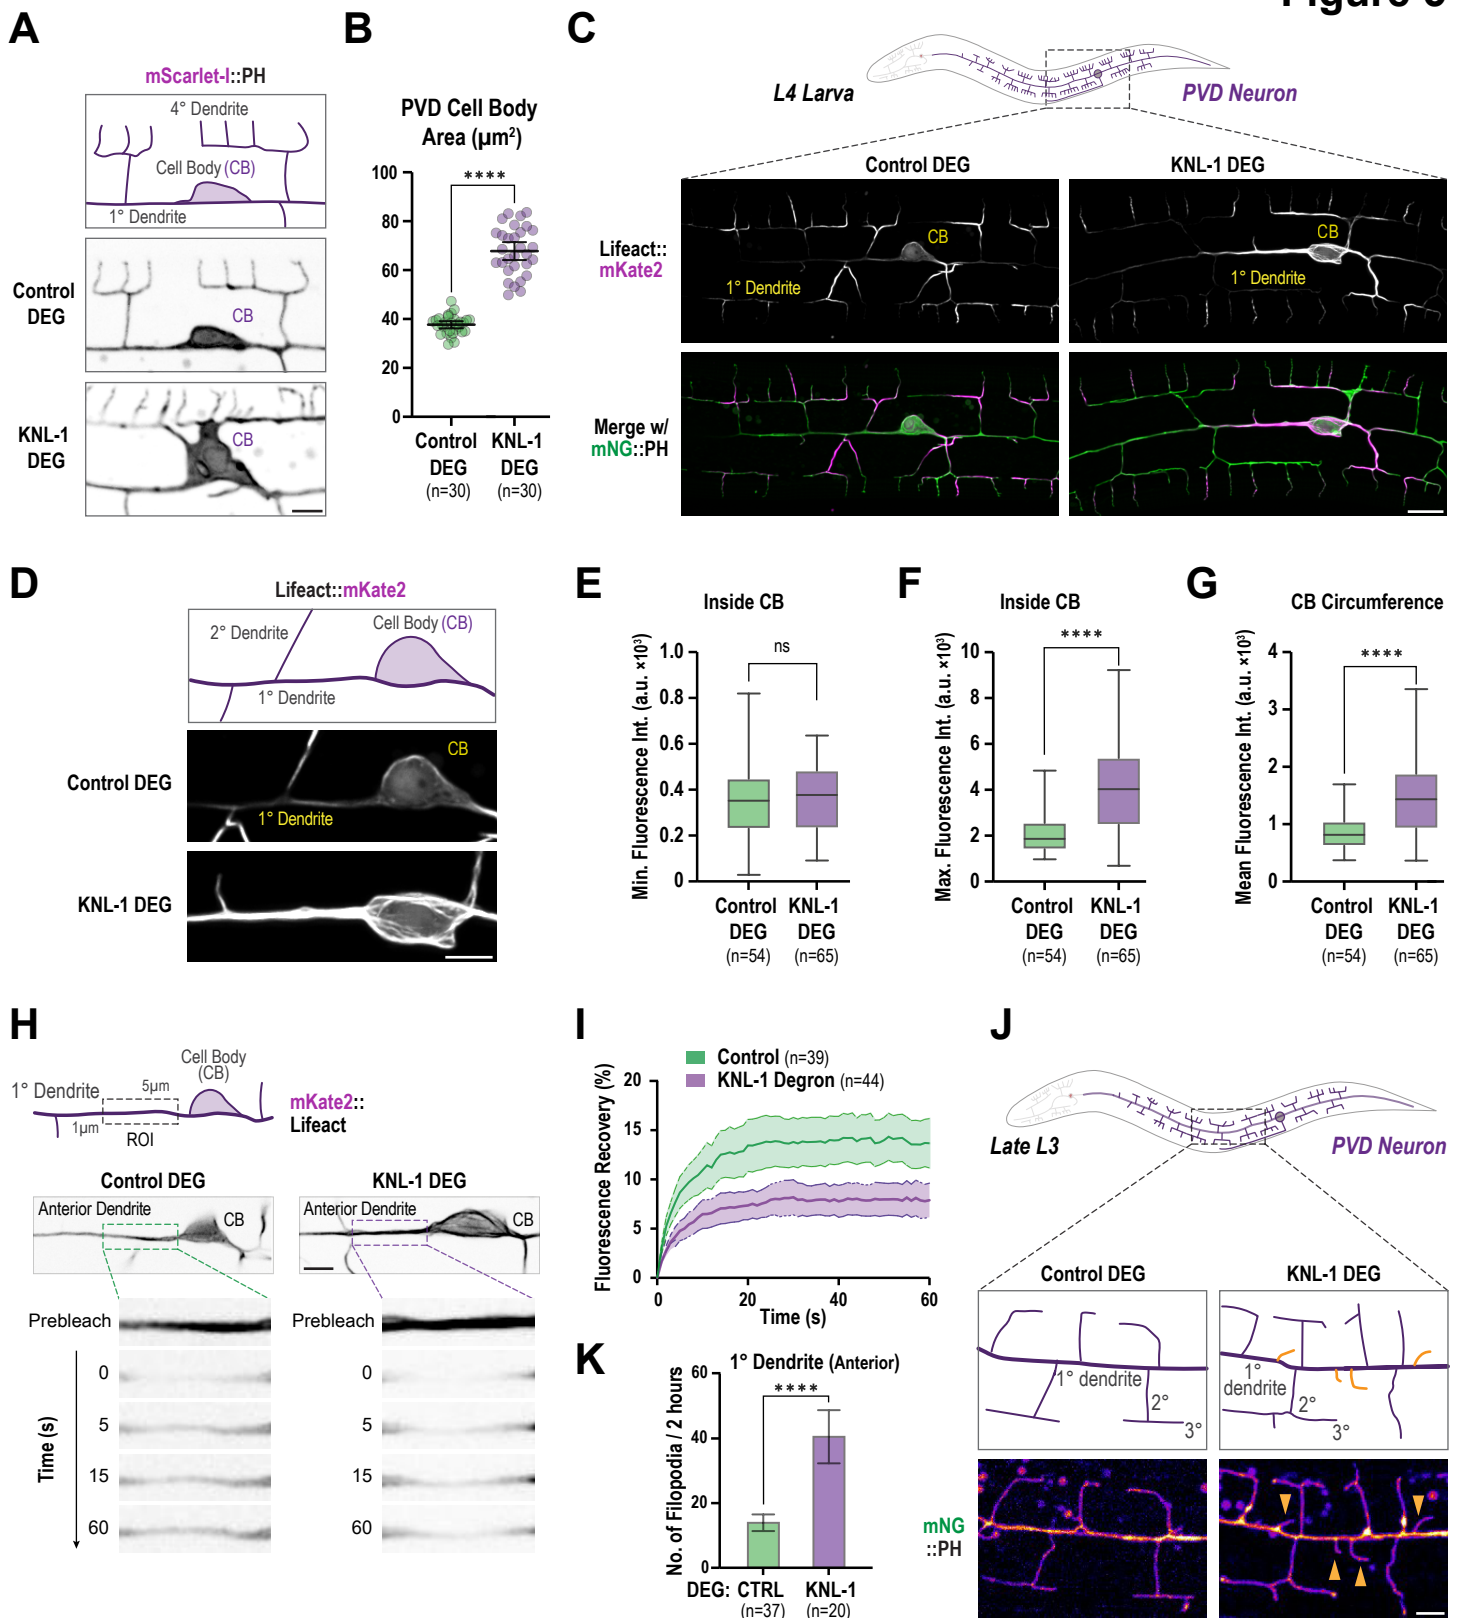 A
mScarlet-I::PH
4° Dendrite
Cell Body (CB)
1° Dendrite
Control
DEG
CB
KNL-1
DEG
CB
B
PVD Cell Body
Area (µm²)
100
80
60
40
20
0
****
Control
DEG
(n=30)
KNL-1
DEG
(n=30)
C
L4 Larva
PVD Neuron
Control DEG
KNL-1 DEG
Lifeact::
mKate2
CB
1° Dendrite
CB
1° Dendrite
Merge w/
mNG::PH
D
Lifeact::mKate2
2° Dendrite
Cell Body (CB)
1° Dendrite
Control DEG
CB
1° Dendrite
KNL-1 DEG
E
Inside CB
Min. Fluorescence Int. (a.u. ×10³)
1.0
0.8
0.6
0.4
0.2
0
ns
Control
DEG
(n=54)
KNL-1
DEG
(n=65)
F
Inside CB
Max. Fluorescence Int. (a.u. ×10³)
10
8
6
4
2
0
****
Control
DEG
(n=54)
KNL-1
DEG
(n=65)
G
CB Circumference
Mean Fluorescence Int. (a.u. ×10³)
4
3
2
1
0
****
Control
DEG
(n=54)
KNL-1
DEG
(n=65)
H
Cell Body
(CB)
1° Dendrite
5µm
1µm
ROI
mKate2::
Lifeact
Control DEG
KNL-1 DEG
Anterior Dendrite
CB
Anterior Dendrite
CB
Prebleach
0
5
15
60
Time (s)
Prebleach
0
5
15
60
I
Control (n=39)
KNL-1 Degron (n=44)
Fluorescence Recovery (%)
20
15
10
5
0
0
20
40
60
Time (s)
J
Late L3
PVD Neuron
Control DEG
KNL-1 DEG
1° dendrite
2°
3°
1°
dendrite
2°
3°
mNG
::PH
K
1° Dendrite (Anterior)
No. of Filopodia / 2 hours
60
40
20
0
****
DEG: CTRL KNL-1
(n=37) (n=20)